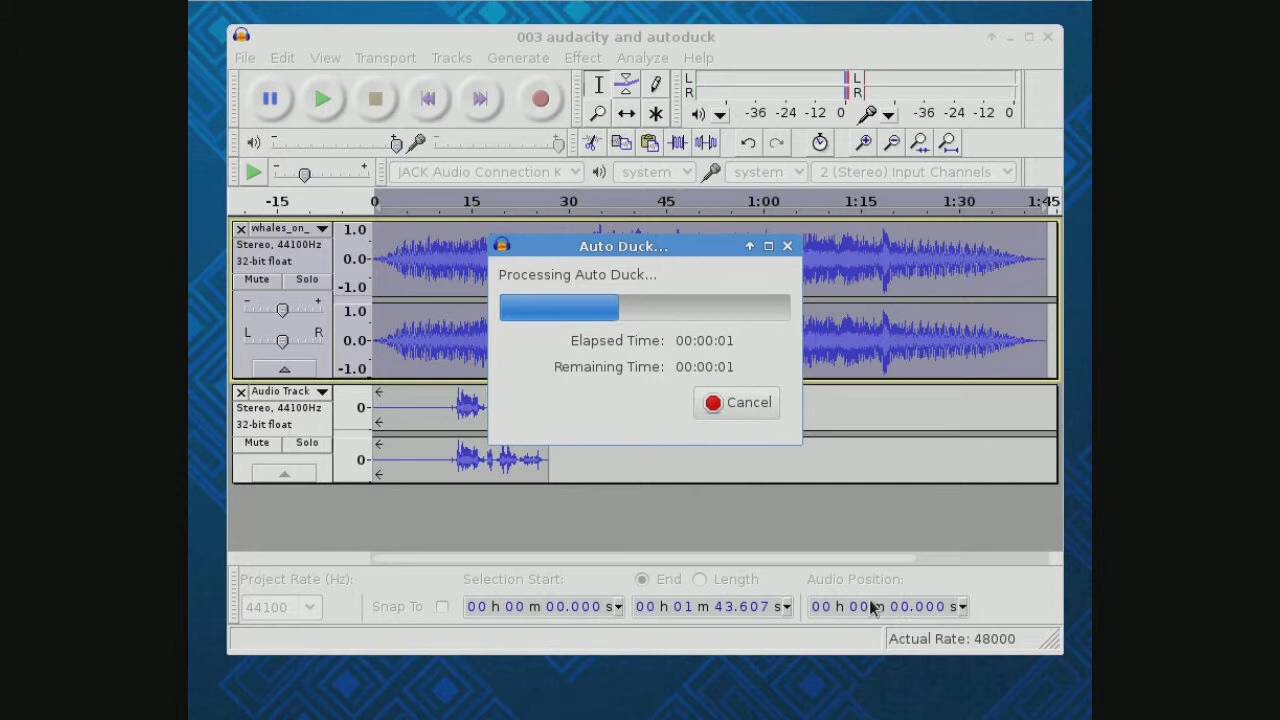 003 audacity and autoduck
File Edit View Transport Tracks Generate Effect Analyze Help
L L
R R
-36 -24 -12 0 -36 -24 -12 0
- + - +
- + JACK Audio Connection K system system 2 (Stereo) Input Channels
-15 0 15 30 45 1:00 1:15 1:30 1:45
whales_on_ 1.0
Stereo, 44100Hz
32-bit float 0.0
Mute Solo -1.0
- + 1.0
L R 0.0
-1.0
Auto Duck...
Processing Auto Duck...
Elapsed Time: 00:00:01
Remaining Time: 00:00:01
Cancel
Audio Track
Stereo, 44100Hz 0
32-bit float
Mute Solo
0
Project Rate (Hz): Selection Start: End Length Audio Position:
44100 Snap To 00 h 00 m 00.000 s 00 h 01 m 43.607 s 00 h 00 m 00.000 s
Actual Rate: 48000